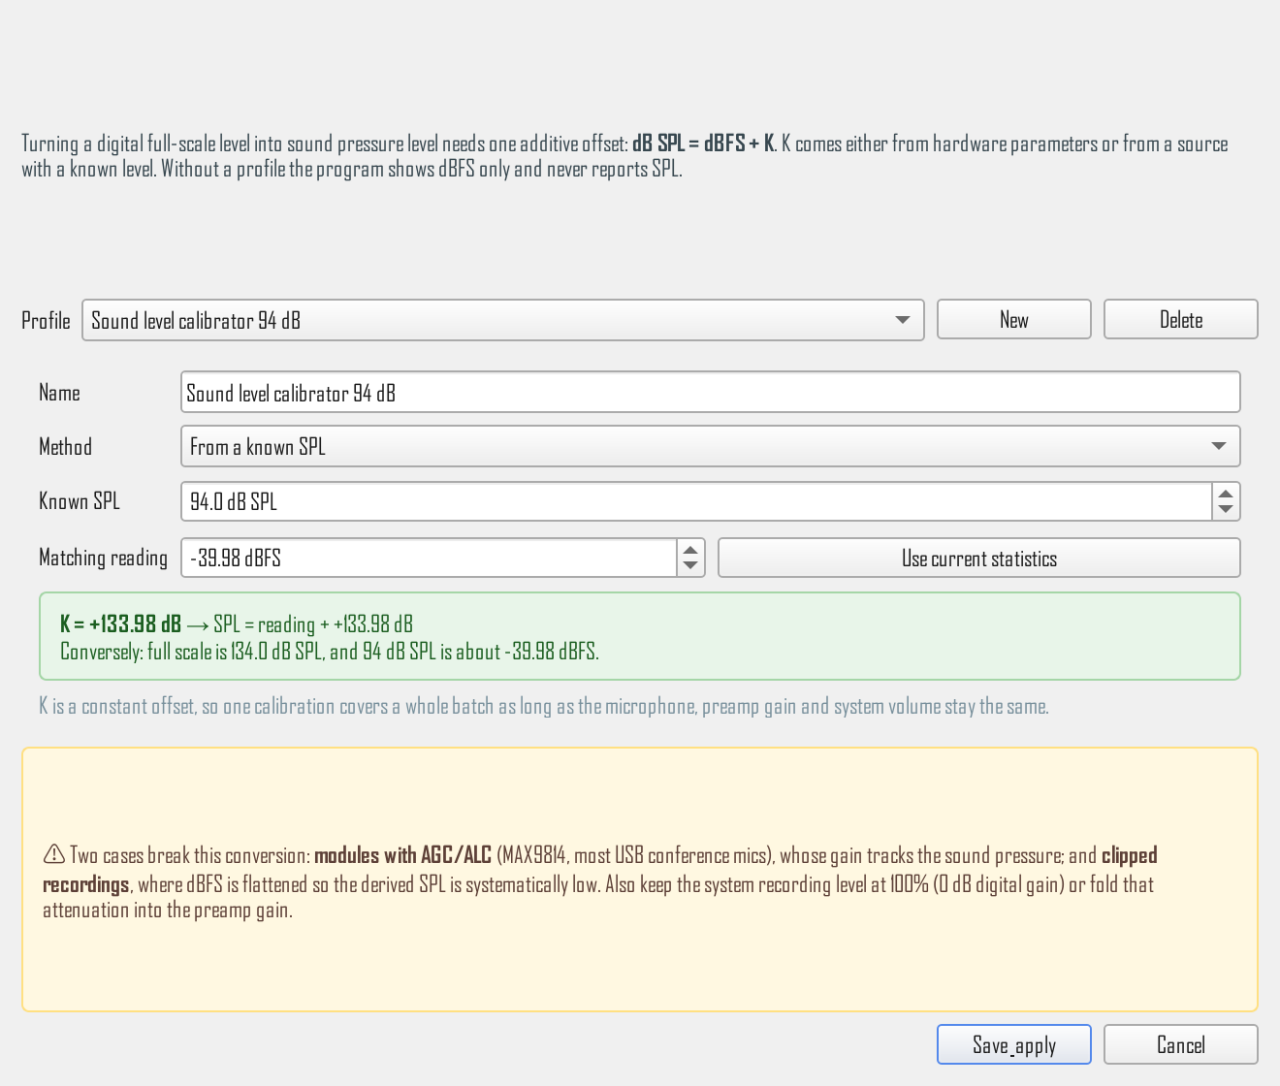 Turning a digital full-scale level into sound pressure level needs one additive offset: dB SPL = dBFS + K. K comes either from hardware parameters or from a source
with a known level. Without a profile the program shows dBFS only and never reports SPL.
Profile Sound level calibrator 94 dB New Delete
Name Sound level calibrator 94 dB
Method From a known SPL
Known SPL 94.0 dB SPL
Matching reading -39.98 dBFS Use current statistics
K = +133.98 dB → SPL = reading + +133.98 dB
Conversely: full scale is 134.0 dB SPL, and 94 dB SPL is about -39.98 dBFS.
K is a constant offset, so one calibration covers a whole batch as long as the microphone, preamp gain and system volume stay the same.
⚠ Two cases break this conversion: modules with AGC/ALC (MAX9814, most USB conference mics), whose gain tracks the sound pressure; and clipped
recordings, where dBFS is flattened so the derived SPL is systematically low. Also keep the system recording level at 100% (0 dB digital gain) or fold that
attenuation into the preamp gain.
Save_apply Cancel